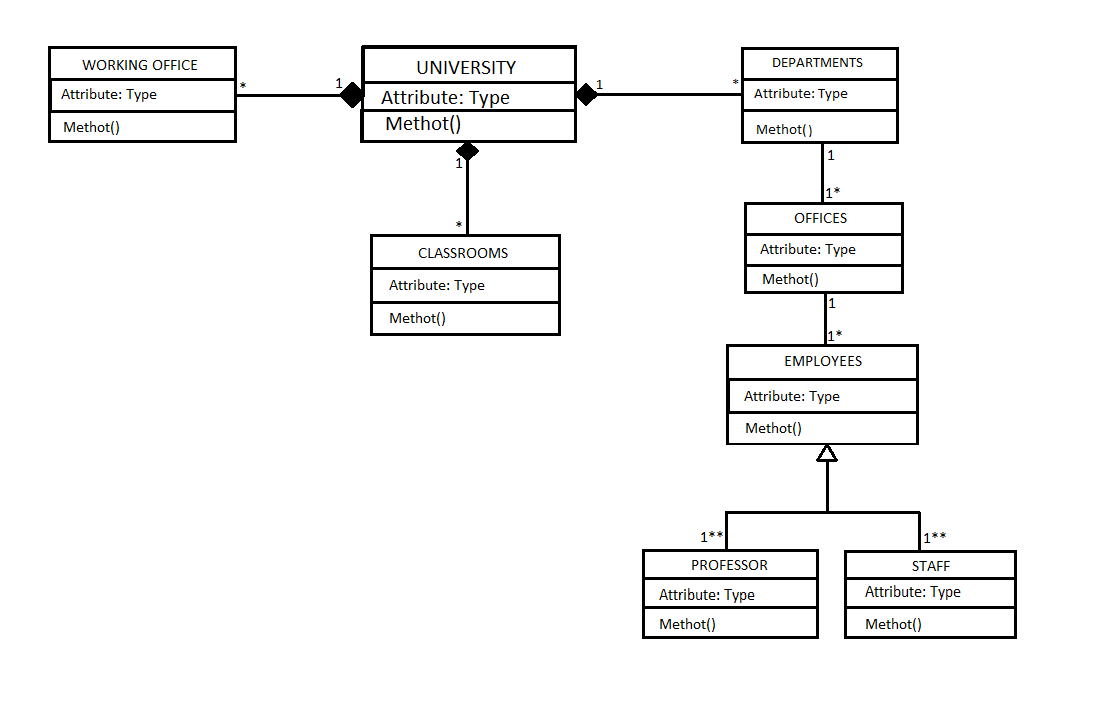 WORKING OFFICE
Attribute: Type
Methot()
*
1
UNIVERSITY
Attribute: Type
Methot()
1
*
DEPARTMENTS
Attribute: Type
Methot()
1
*
CLASSROOMS
Attribute: Type
Methot()
1
1*
OFFICES
Attribute: Type
Methot()
1
1*
EMPLOYEES
Attribute: Type
Methot()
1**
PROFESSOR
Attribute: Type
Methot()
1**
STAFF
Attribute: Type
Methot()